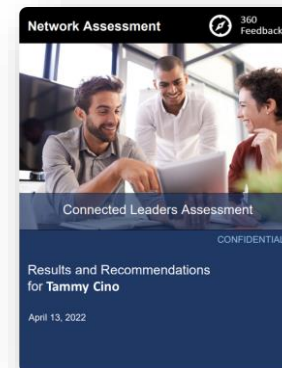 Network Assessment
360
Feedback
Connected Leaders Assessment
CONFIDENTIAL
Results and Recommendations
for Tammy Cino
April 13, 2022